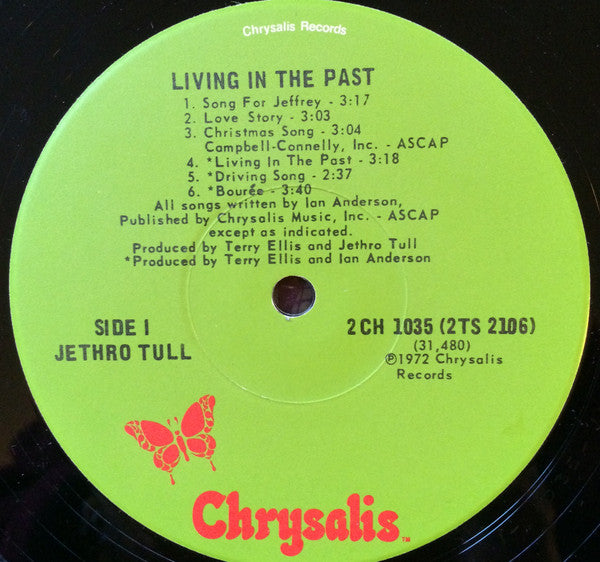 Chrysalis Records
LIVING IN THE PAST
1. Song For Jeffrey - 3:17
2. Love Story - 3:03
3. Christmas Song - 3:04
Campbell-Connelly, Inc. - ASCAP
4. *Living In The Past - 3:18
5. *Driving Song - 2:37
6. *Bourée - 3:40
All songs written by Ian Anderson,
Published by Chrysalis Music, Inc. - ASCAP
except as indicated.
Produced by Terry Ellis and Jethro Tull
*Produced by Terry Ellis and Ian Anderson
SIDE 1
JETHRO TULL
2 CH 1035 (2TS 2106)
(31,480)
℗1972 Chrysalis
Records
Chrysalis™